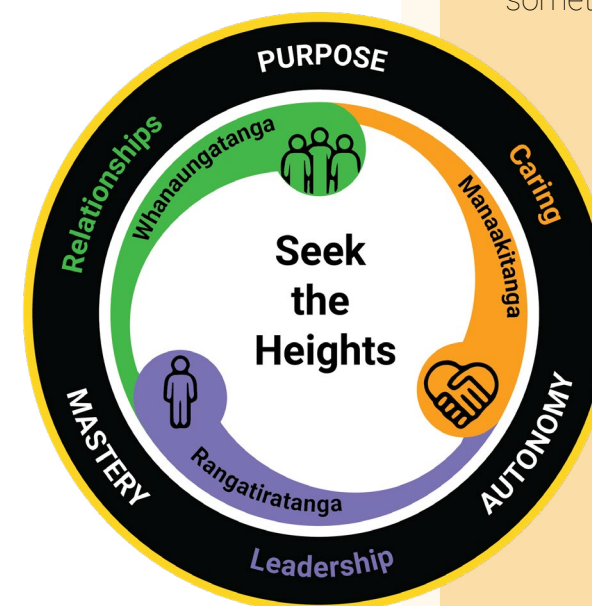 PURPOSE
Relationships
Whanaungatanga
Caring
Manaakitanga
Seek
the
Heights
MASTERY
AUTONOMY
Rangatiratanga
Leadership